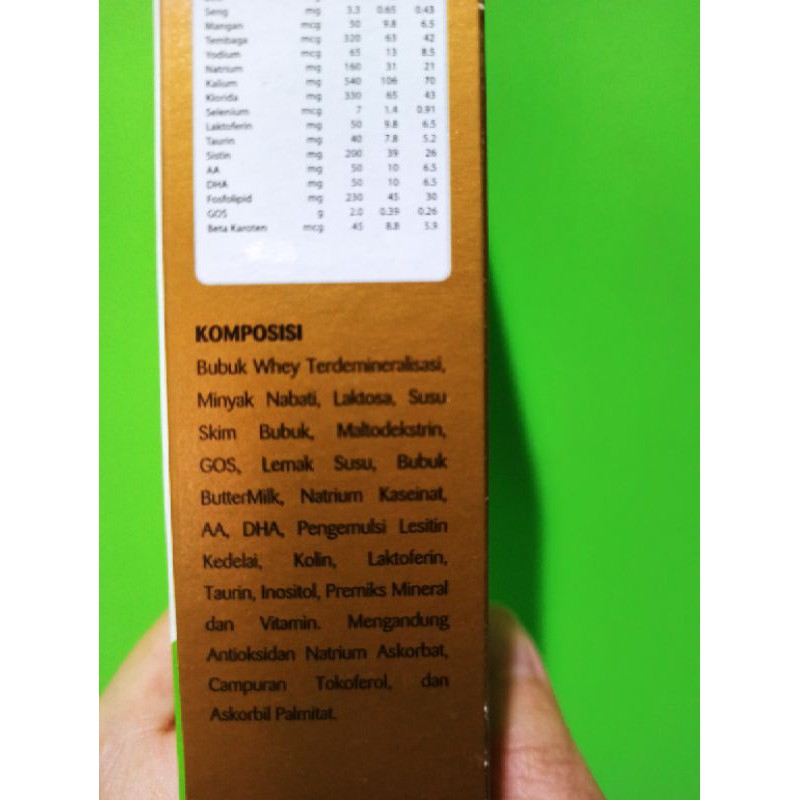 Seng mg 3.3 0.65 0.43
Mangan mcg 50 9.8 6.5
Tembaga mcg 320 63 42
Yodium mcg 65 13 8.5
Natrium mg 160 31 21
Kalium mg 540 106 70
Klorida mg 330 65 43
Selenium mcg 7 1.4 0.91
Laktoferin mg 50 9.8 6.5
Taurin mg 40 7.8 5.2
Sistin mg 200 39 26
AA mg 50 10 6.5
DHA mg 50 10 6.5
Fosfolipid mg 230 45 30
GOS g 2.0 0.39 0.26
Beta Karoten mcg 45 8.8 5.9
KOMPOSISI
Bubuk Whey Terdemineralisasi,
Minyak Nabati, Laktosa, Susu
Skim Bubuk, Maltodekstrin,
GOS, Lemak Susu, Bubuk
ButterMilk, Natrium Kaseinat,
AA, DHA, Pengemulsi Lesitin
Kedelai, Kolin, Laktoferin,
Taurin, Inositol, Premiks Mineral
dan Vitamin. Mengandung
Antioksidan Natrium Askorbat,
Campuran Tokoferol, dan
Askorbil Palmitat.